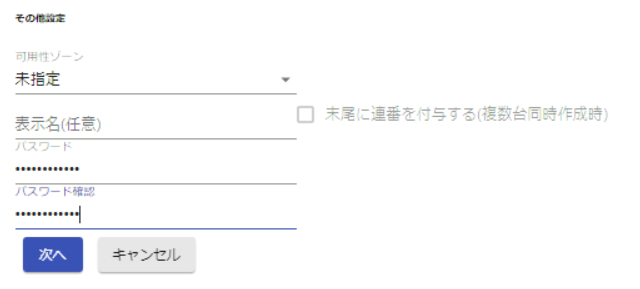 その他設定
可用性ゾーン
未指定
表示名(任意)
末尾に連番を付与する(複数台同時作成時)
パスワード
••••••••••••
パスワード確認
••••••••••••
次へ
キャンセル